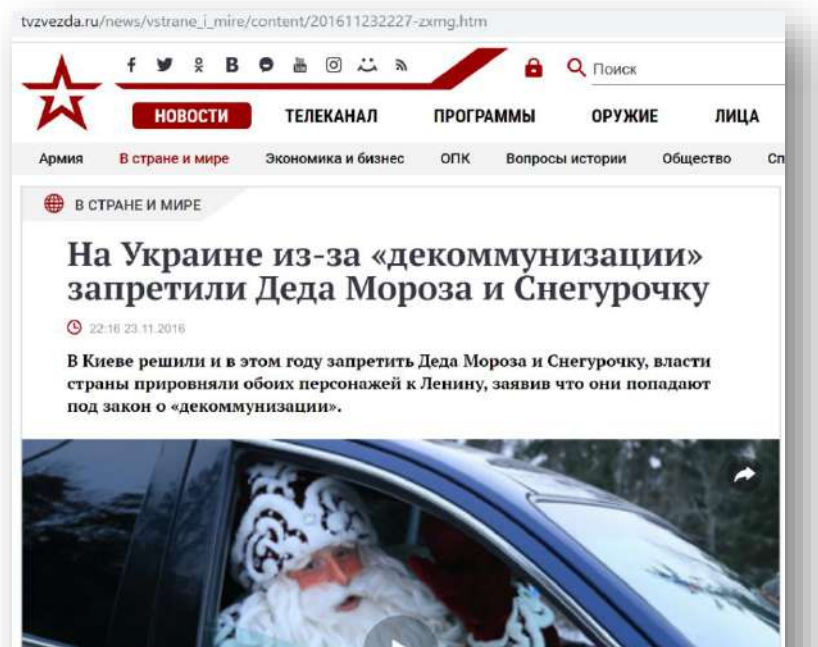 tvzvezda.ru/news/vstrane_i_mire/content/201611232227-zxmg.htm
Поиск
НОВОСТИ ТЕЛЕКАНАЛ ПРОГРАММЫ ОРУЖИЕ ЛИЦА
Армия В стране и мире Экономика и бизнес ОПК Вопросы истории Общество Сп
В СТРАНЕ И МИРЕ
На Украине из-за «декоммунизации»
запретили Деда Мороза и Снегурочку
22:16 23.11.2016
В Киеве решили и в этом году запретить Деда Мороза и Снегурочку, власти
страны прировняли обоих персонажей к Ленину, заявив что они попадают
под закон о «декоммунизации».